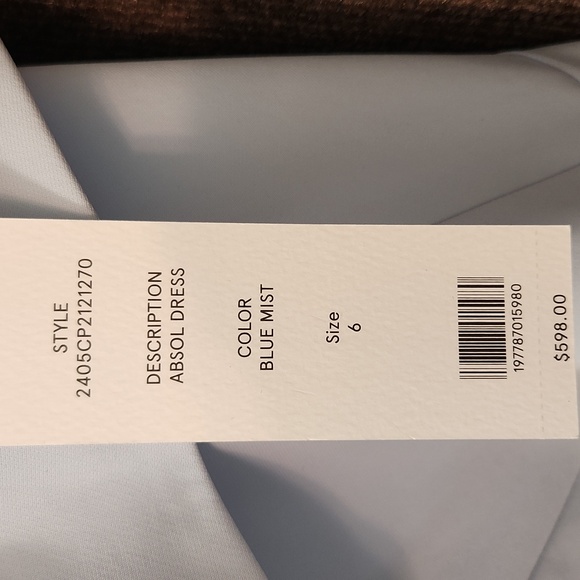 STYLE
2405CP2121270
DESCRIPTION
ABSOL DRESS
COLOR
BLUE MIST
Size
6
197787015980
$598.00